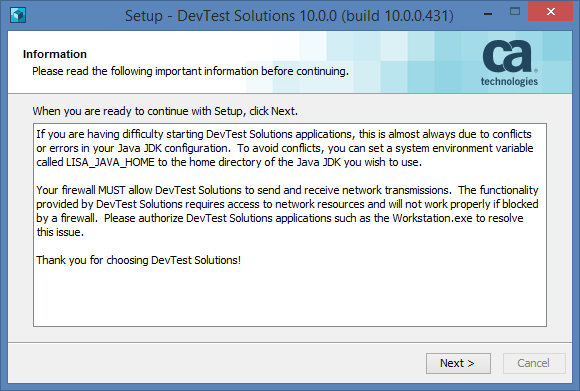 Setup - DevTest Solutions 10.0.0 (build 10.0.0.431)
Information
Please read the following important information before continuing.
ca
technologies
When you are ready to continue with Setup, click Next.
If you are having difficulty starting DevTest Solutions applications, this is almost always due to conflicts
or errors in your Java JDK configuration.  To avoid conflicts, you can set a system environment variable
called LISA_JAVA_HOME to the home directory of the Java JDK you wish to use.
Your firewall MUST allow DevTest Solutions to send and receive network transmissions.  The functionality
provided by DevTest Solutions requires access to network resources and will not work properly if blocked
by a firewall.  Please authorize DevTest Solutions applications such as the Workstation.exe to resolve
this issue.
Thank you for choosing DevTest Solutions!
Next >
Cancel